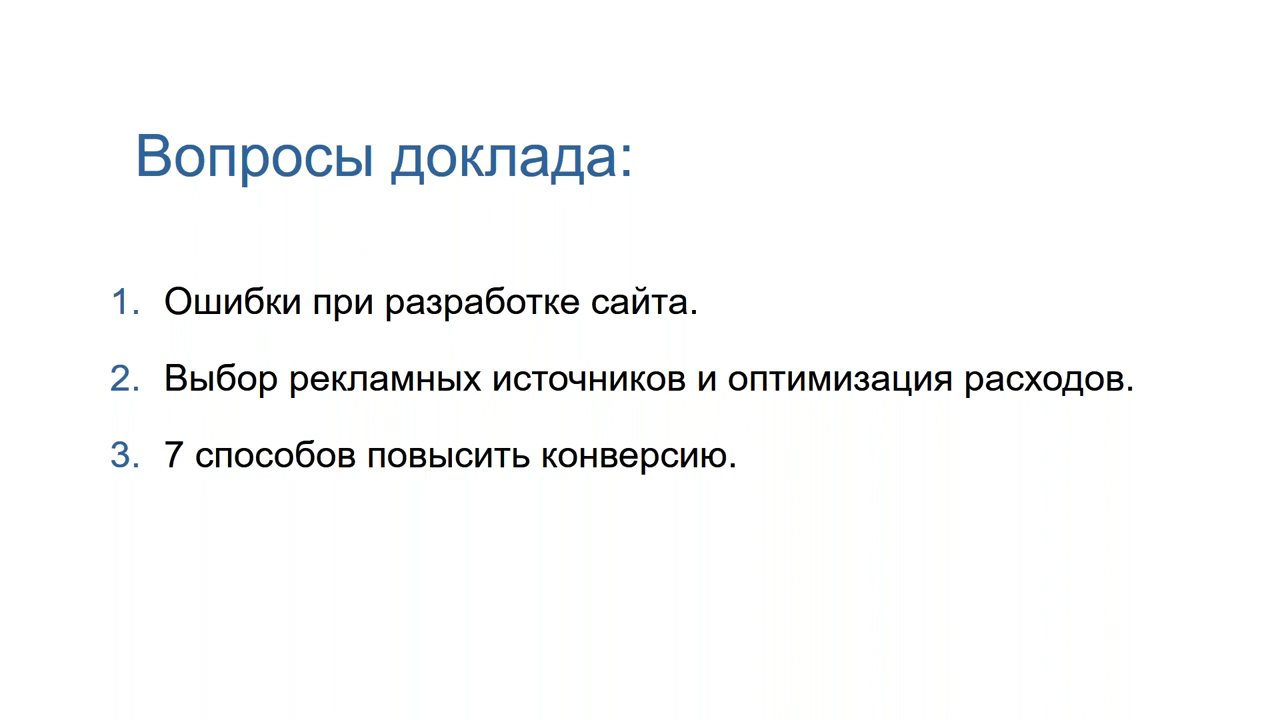 Вопросы доклада:
1. Ошибки при разработке сайта.
2. Выбор рекламных источников и оптимизация расходов.
3. 7 способов повысить конверсию.